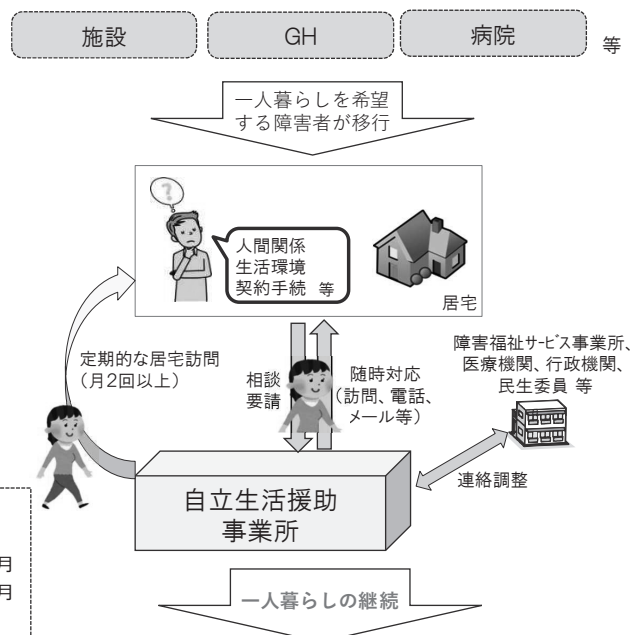 施設
GH
病院
等
一人暮らしを希望
する障害者が移行
?
人間関係
生活環境
契約手続 等
居宅
定期的な居宅訪問
(月2回以上)
相談
要請
随時対応
(訪問、電話、
メール等)
障害福祉サービス事業所、
医療機関、行政機関、
民生委員 等
連絡調整
自立生活援助
事業所
月
月
一人暮らしの継続